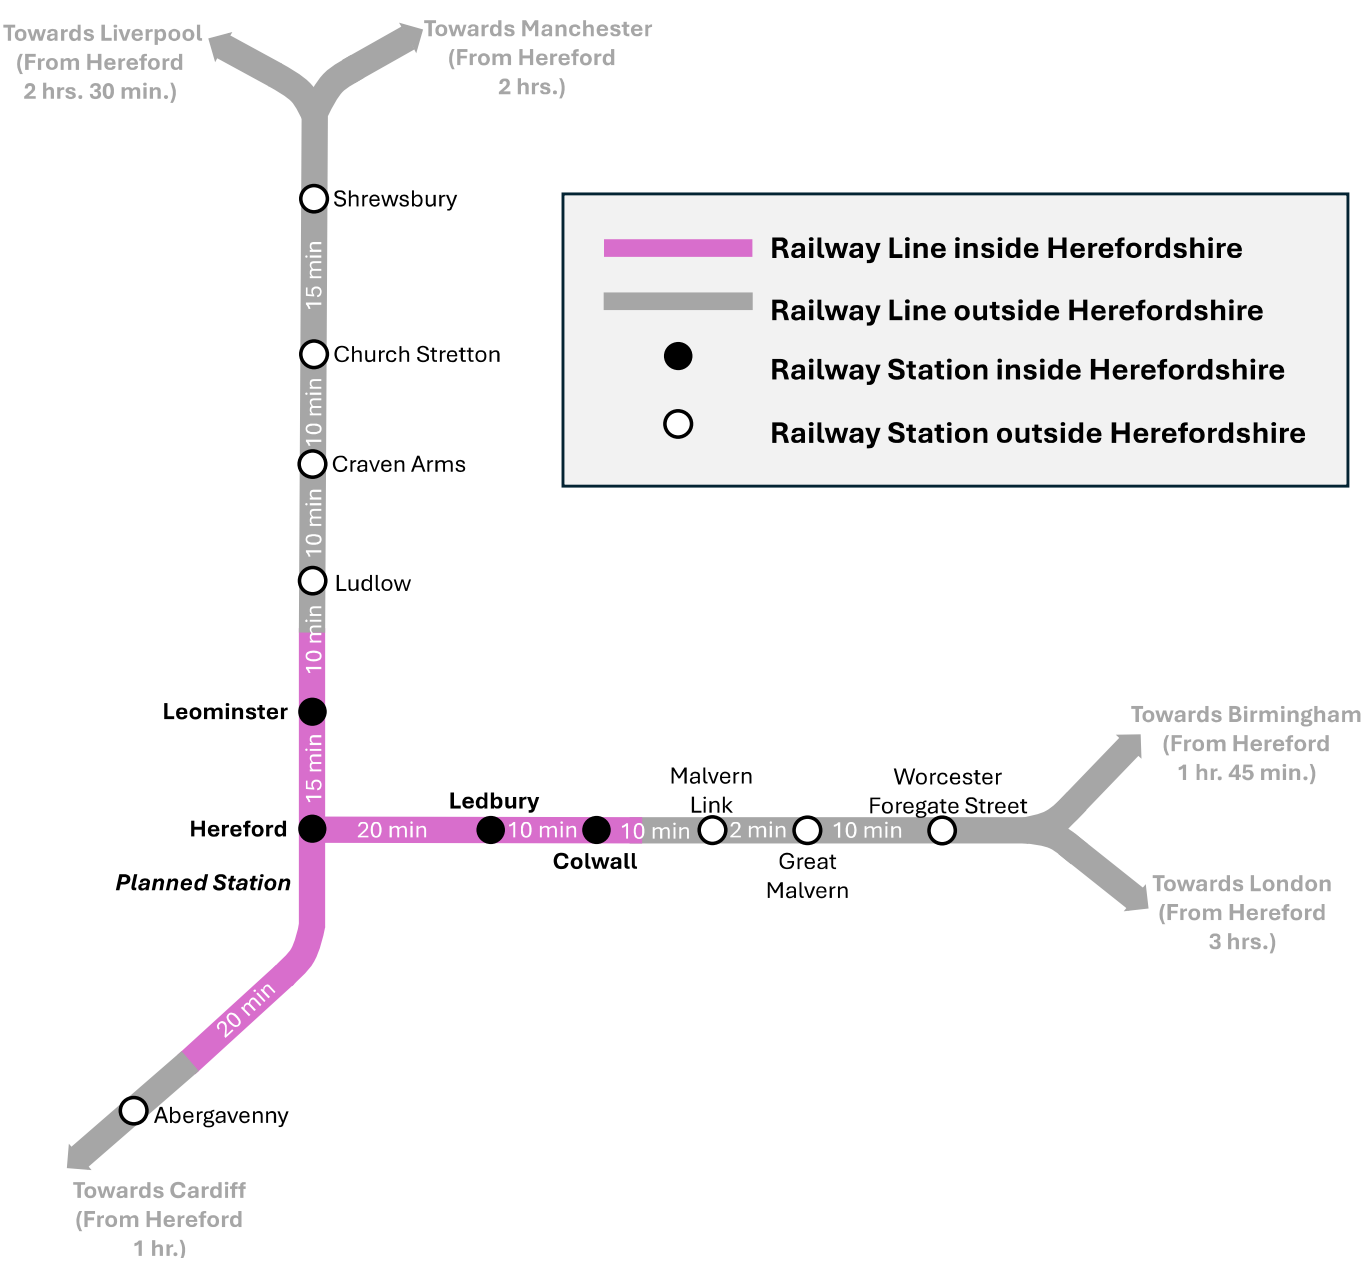 Towards Liverpool
(From Hereford
2 hrs. 30 min.)
Towards Manchester
(From Hereford
2 hrs.)
Shrewsbury
15 min
Church Stretton
10 min
Craven Arms
10 min
Ludlow
10 min
Leominster
15 min
Hereford
Planned Station
20 min
Abergavenny
Towards Cardiff
(From Hereford
1 hr.)
20 min
Ledbury
10 min
Colwall
10 min
Malvern
Link
2 min
Great
Malvern
10 min
Worcester
Foregate Street
Towards Birmingham
(From Hereford
1 hr. 45 min.)
Towards London
(From Hereford
3 hrs.)
Railway Line inside Herefordshire
Railway Line outside Herefordshire
Railway Station inside Herefordshire
Railway Station outside Herefordshire